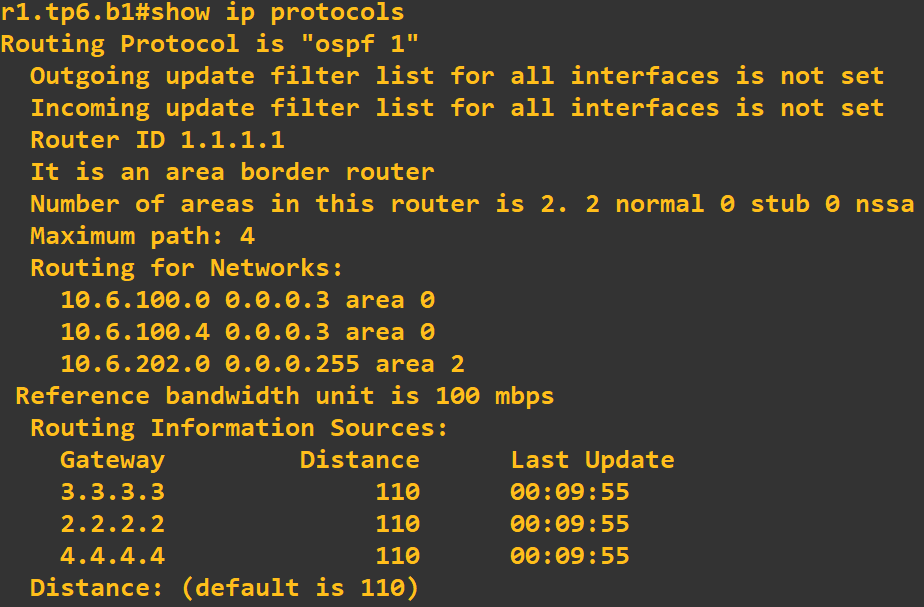 r1.tp6.b1#show ip protocols
Routing Protocol is "ospf 1"
  Outgoing update filter list for all interfaces is not set
  Incoming update filter list for all interfaces is not set
  Router ID 1.1.1.1
  It is an area border router
  Number of areas in this router is 2. 2 normal 0 stub 0 nssa
  Maximum path: 4
  Routing for Networks:
    10.6.100.0 0.0.0.3 area 0
    10.6.100.4 0.0.0.3 area 0
    10.6.202.0 0.0.0.255 area 2
 Reference bandwidth unit is 100 mbps
  Routing Information Sources:
    Gateway         Distance      Last Update
    3.3.3.3              110      00:09:55
    2.2.2.2              110      00:09:55
    4.4.4.4              110      00:09:55
  Distance: (default is 110)